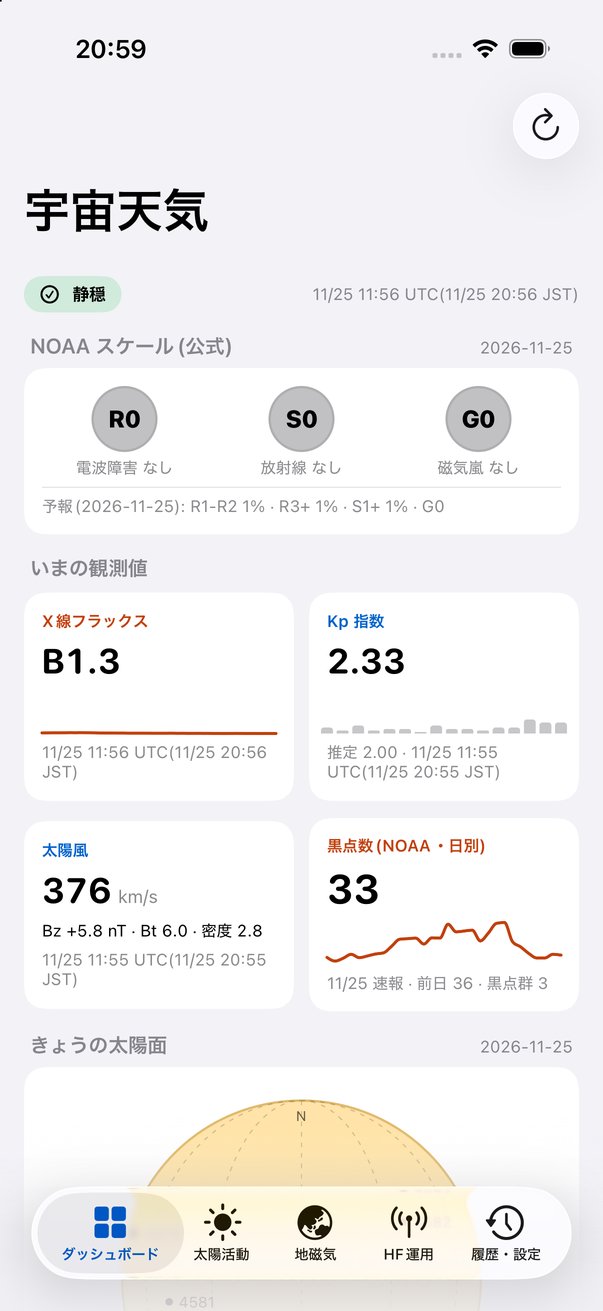 20:59
宇宙天気
静穏
11/25 11:56 UTC(11/25 20:56 JST)
NOAA スケール (公式)
2026-11-25
R0
S0
G0
電波障害 なし
放射線 なし
磁気嵐 なし
予報 (2026-11-25): R1-R2 1% · R3+ 1% · S1+ 1% · G0
いまの観測値
X 線フラックス
B1.3
11/25 11:56 UTC(11/25 20:56
JST)
Kp 指数
2.33
推定 2.00 · 11/25 11:55
UTC(11/25 20:55 JST)
太陽風
376 km/s
Bz +5.8 nT · Bt 6.0 · 密度 2.8
11/25 11:55 UTC(11/25 20:55
JST)
黒点数 (NOAA ・日別)
33
11/25 速報 · 前日 36 · 黒点群 3
きょうの太陽面
2026-11-25
N
ダッシュボード
太陽活動
地磁気
HF 運用
履歴・設定
4581